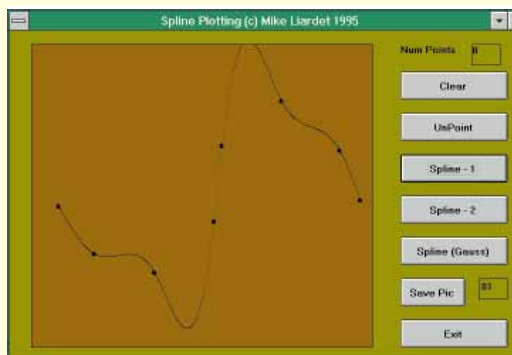 Spline Plotting (c) Mike Liardet 1995
Num Points
Clear
UnPoint
Spline - 1
Spline - 2
Spline (Gauss)
Save Pic
Exit